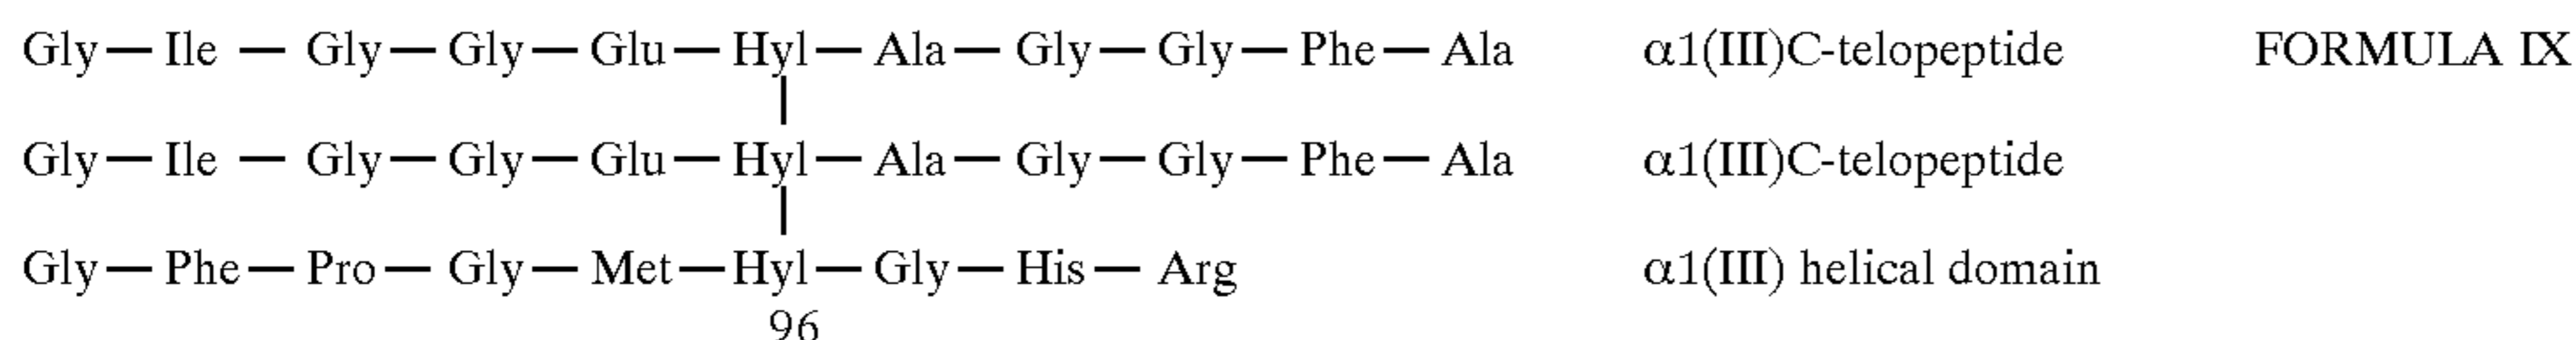 Gly—Ile—Gly—Gly—Glu—Hyl—Ala—Gly—Gly—Phe—Ala α1(III)C-telopeptide FORMULA IX
Gly—Ile—Gly—Gly—Glu—Hyl—Ala—Gly—Gly—Phe—Ala α1(III)C-telopeptide
Gly—Phe—Pro—Gly—Met—Hyl—Gly—His—Arg α1(III) helical domain
96